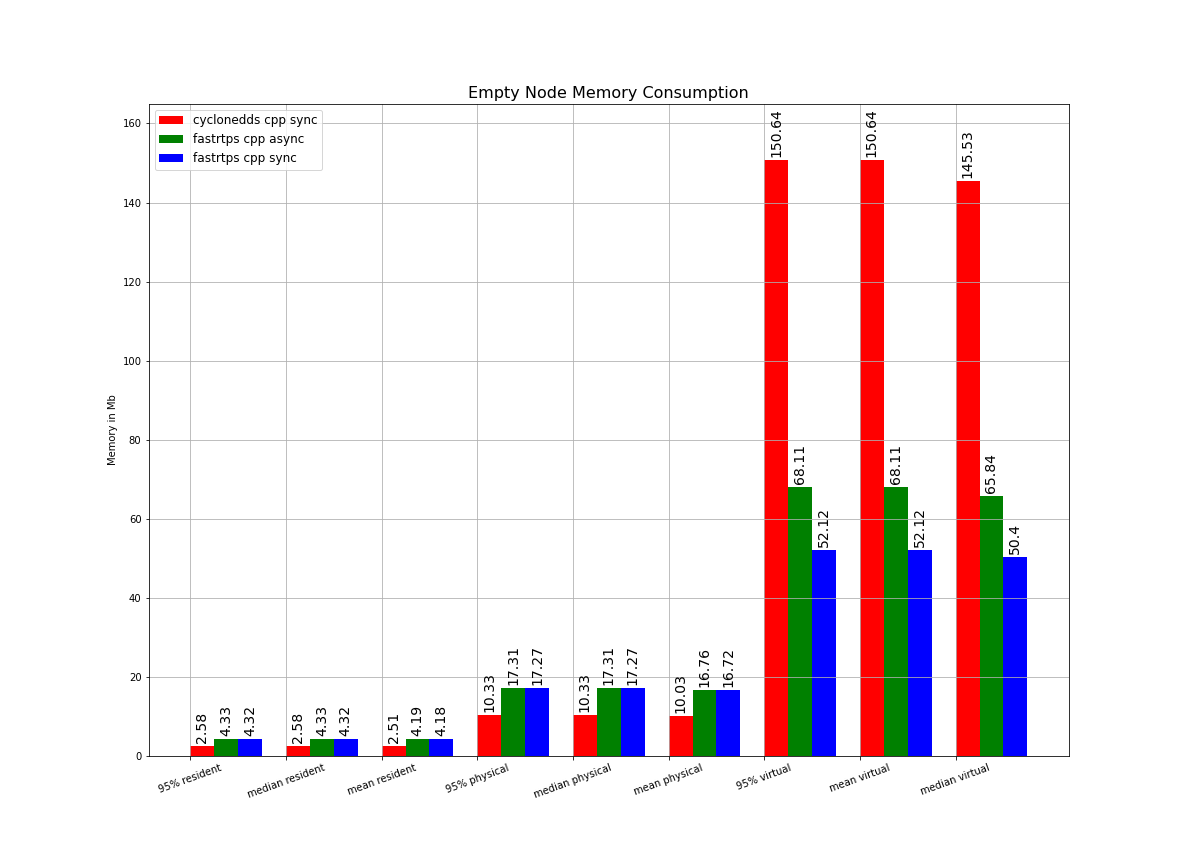 Empty Node Memory Consumption
cyclonedds cpp sync
fastrtps cpp async
fastrtps cpp sync
Memory in Mb
160
140
120
100
80
60
40
20
0
2.58
4.33
4.32
2.58
4.33
4.32
2.51
4.19
4.18
10.33
17.31
17.27
10.33
17.31
17.27
10.03
16.76
16.72
150.64
68.11
52.12
150.64
68.11
52.12
145.53
65.84
50.4
95% resident
median resident
mean resident
95% physical
median physical
mean physical
95% virtual
mean virtual
median virtual